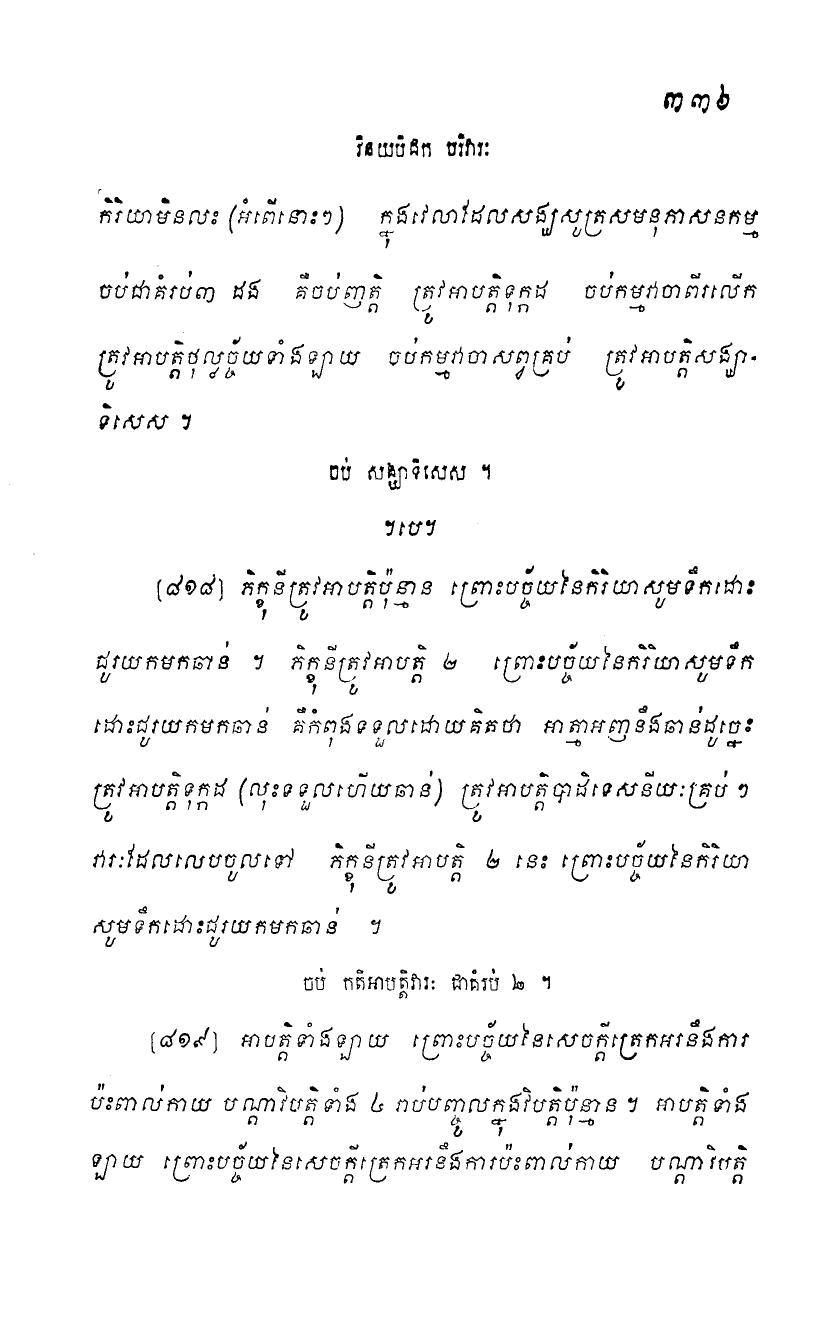 ៣៣៦
វិនយបិដក បរិវារៈ
កិរិយាមិនលះ (អំពើនោះៗ) ក្នុងវេលាដែលសង្ឃសូត្រសមនុភាសនកម្ម
ចប់ជាគំរប់៣ ដង គឺចប់ញត្តិ ត្រូវអាបត្តិទុក្កដ ចប់កម្មវាចាពីរលើក
ត្រូវអាបត្តិថុល្លច្ច័យទាំងឡាយ ចប់កម្មវាចាសព្វគ្រប់ ត្រូវអាបត្តិសង្ឃា-
ទិសេស ។
ចប់ សង្ឃាទិសេស ។
។បេ។
[៨១៨] ភិក្ខុនីត្រូវអាបត្តិប៉ុន្មាន ព្រោះបច្ច័យនៃកិរិយាសូមទឹកដោះ
ជូរយកមកឆាន់ ។ ភិក្ខុនីត្រូវអាបត្តិ ២ ព្រោះបច្ច័យនៃកិរិយាសូមទឹក
ដោះជូរយកមកឆាន់ គឺកំពុងទទួលដោយគិតថា អាត្មាអញនឹងឆាន់ដូច្នេះ
ត្រូវអាបត្តិទុក្កដ (លុះទទួលហើយឆាន់) ត្រូវអាបត្តិបាដិទេសនីយៈគ្រប់ ៗ
វារៈដែលលេបចូលទៅ ភិក្ខុនីត្រូវអាបត្តិ ២ នេះ ព្រោះបច្ច័យនៃកិរិយា
សូមទឹកដោះជូរយកមកឆាន់ ។
ចប់ កតិអាបត្តិវារៈ ជាគំរប់ ២ ។
[៨១៩] អាបត្តិទាំងឡាយ ព្រោះបច្ច័យនៃសេចក្តីត្រេកអរនឹងការ
ប៉ះពាល់កាយ បណ្តាវិបត្តិទាំង ៤ រាប់បញ្ចូលក្នុងវិបត្តិប៉ុន្មាន ។ អាបត្តិទាំង
ឡាយ ព្រោះបច្ច័យនៃសេចក្តីត្រេកអរនឹងការប៉ះពាល់កាយ បណ្តាវិបត្តិ